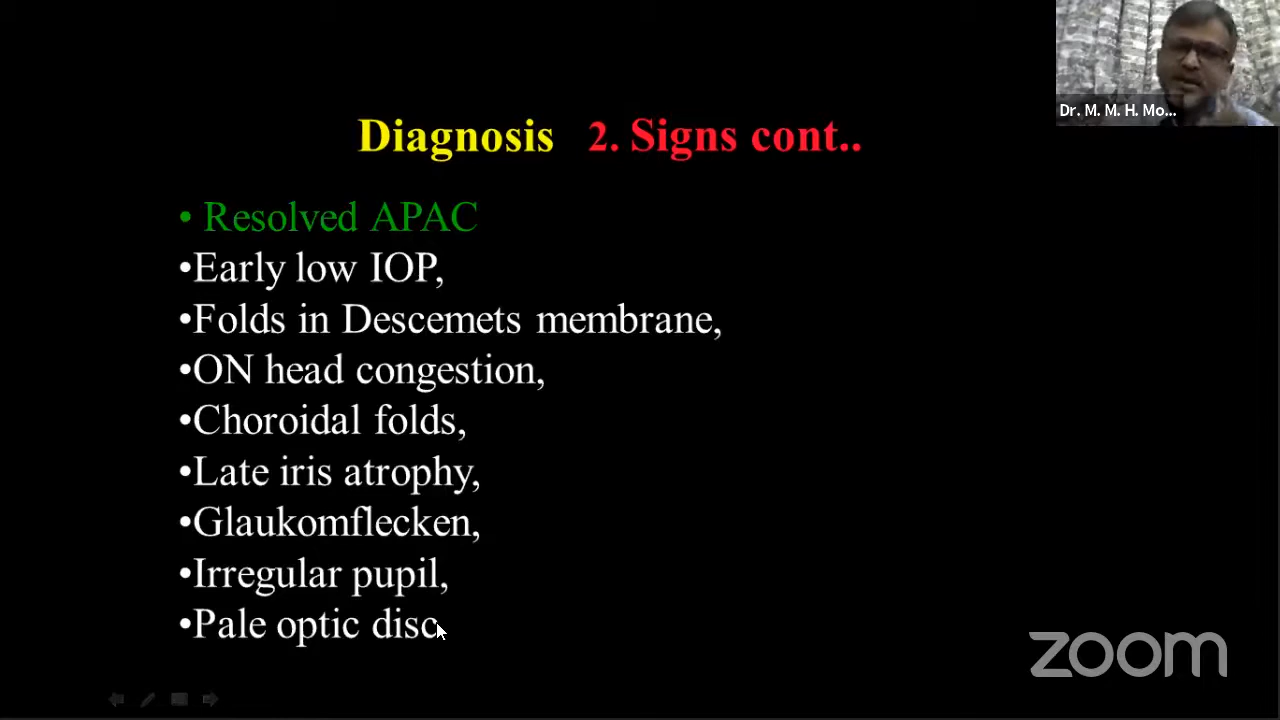 Dr. M. M. H. Mo...
Diagnosis 2. Signs cont..
• Resolved APAC
•Early low IOP,
•Folds in Descemets membrane,
•ON head congestion,
•Choroidal folds,
•Late iris atrophy,
•Glaukomflecken,
•Irregular pupil,
•Pale optic disc
zoom